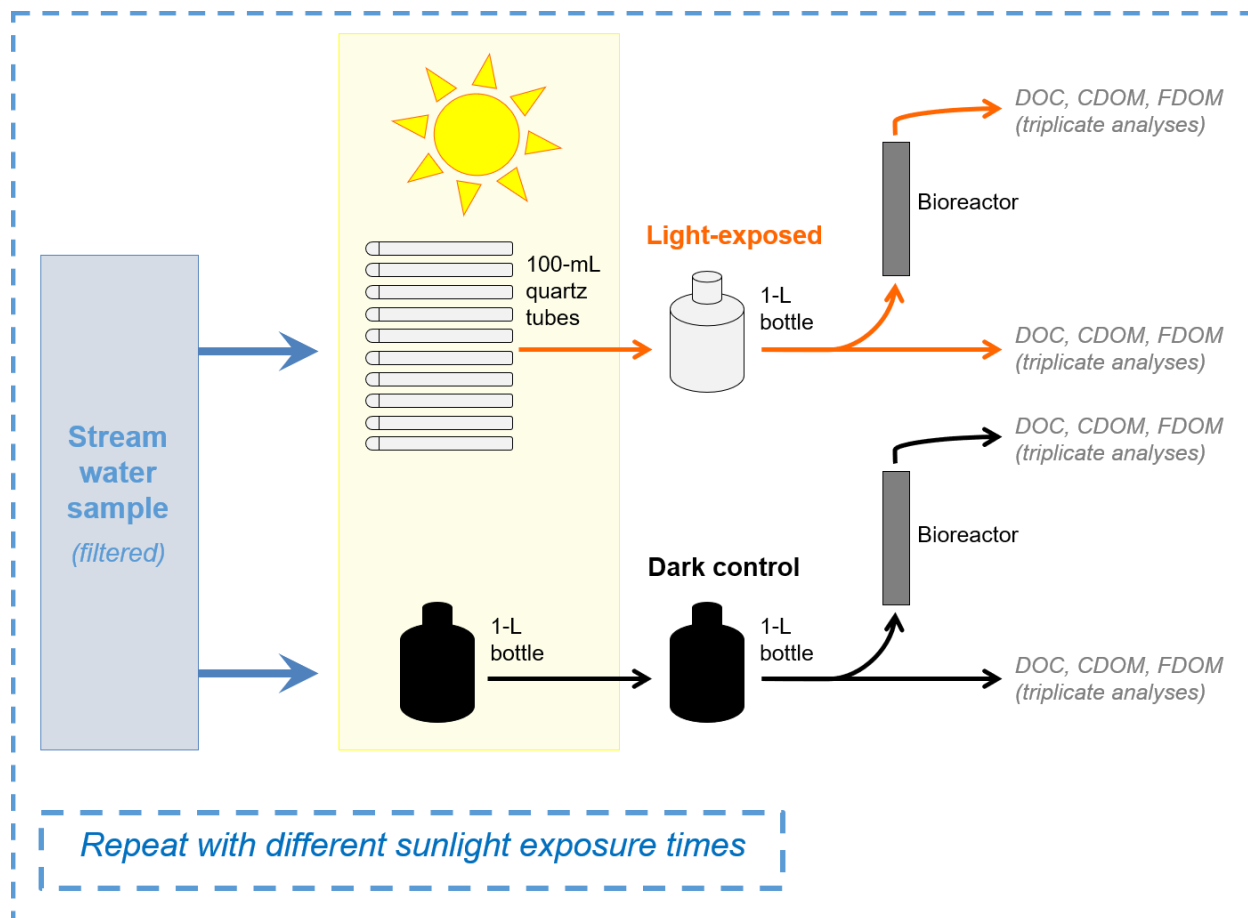 Stream
water
sample
(filtered)
100-mL
quartz
tubes
Light-exposed
1-L
bottle
Bioreactor
DOC, CDOM, FDOM
(triplicate analyses)
DOC, CDOM, FDOM
(triplicate analyses)
1-L
bottle
Dark control
1-L
bottle
Bioreactor
DOC, CDOM, FDOM
(triplicate analyses)
DOC, CDOM, FDOM
(triplicate analyses)
Repeat with different sunlight exposure times